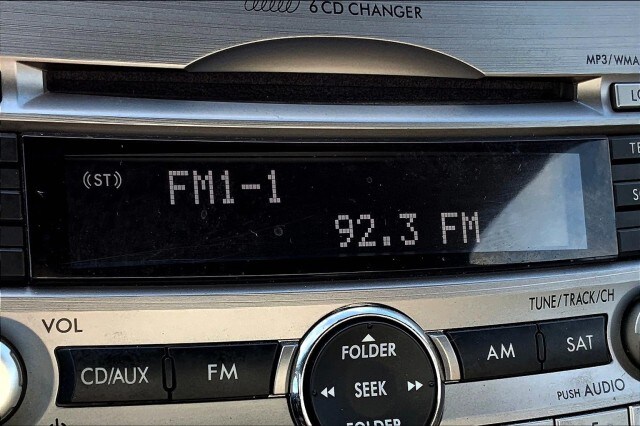 6 CD CHANGER
MP3/WMA
((ST))
FM1-1
92.3 FM
TUNE/TRACK/CH
VOL
FOLDER
AM
SAT
CD/AUX
FM
SEEK
PUSH AUDIO
FOLDER